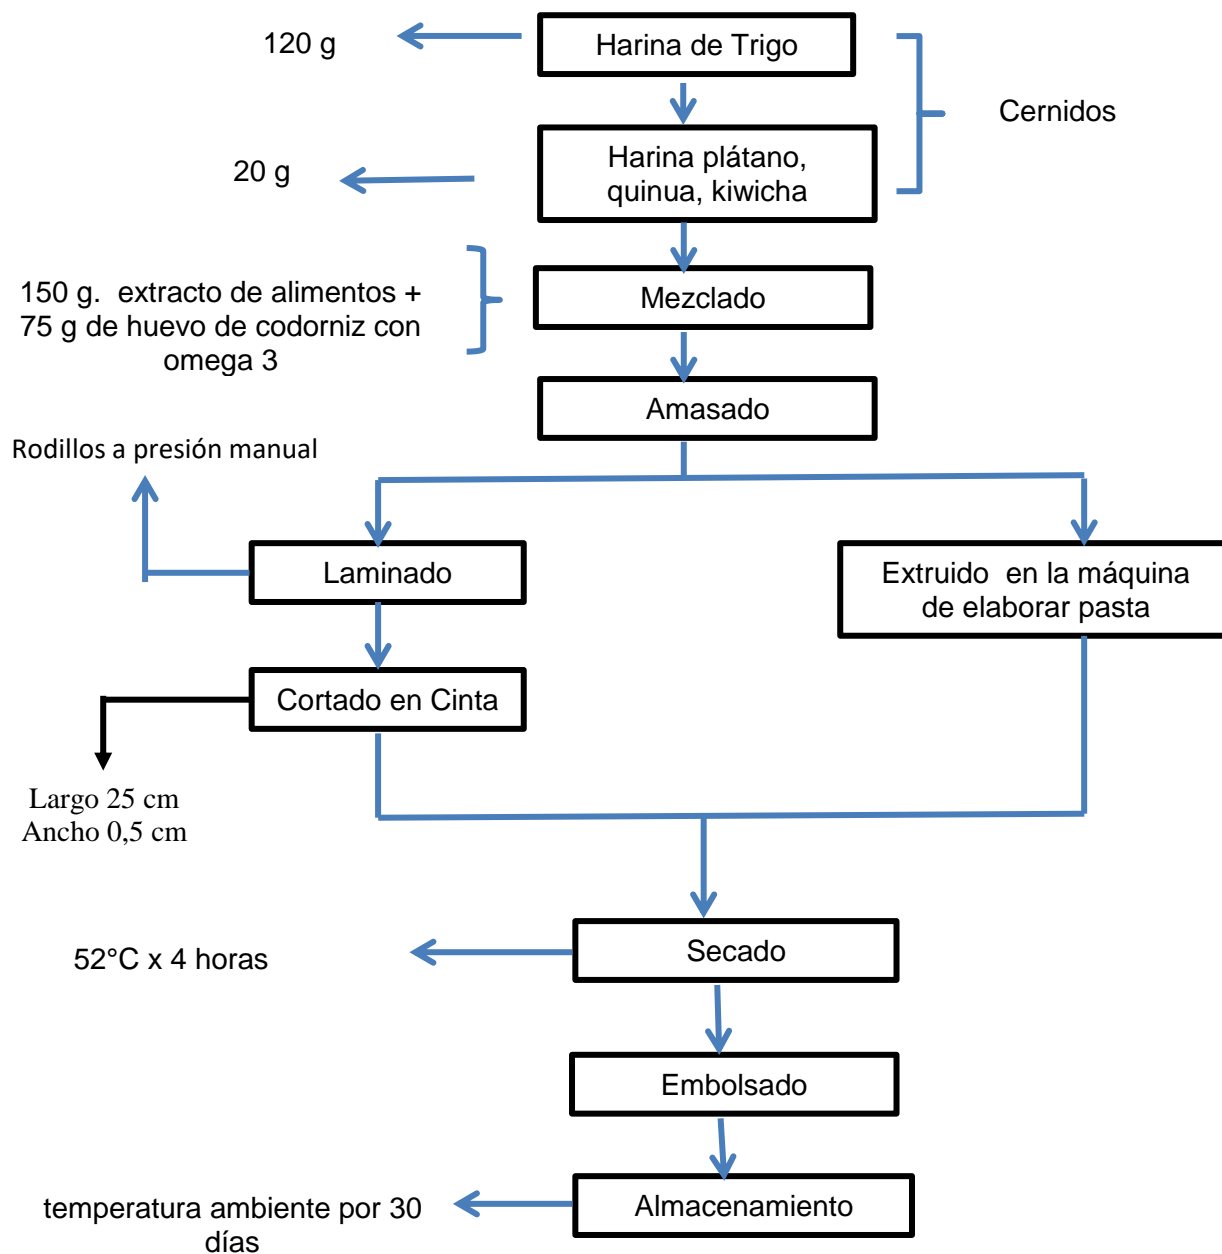 120 g
Harina de Trigo
Cernidos
20 g
Harina plátano,
quinua, kiwicha
150 g.  extracto de alimentos +
75 g de huevo de codorniz con
omega 3
Mezclado
Amasado
Rodillos a presión manual
Laminado
Extruido  en la máquina
de elaborar pasta
Cortado en Cinta
Largo 25 cm
Ancho 0,5 cm
52°C x 4 horas
Secado
Embolsado
temperatura ambiente por 30
días
Almacenamiento